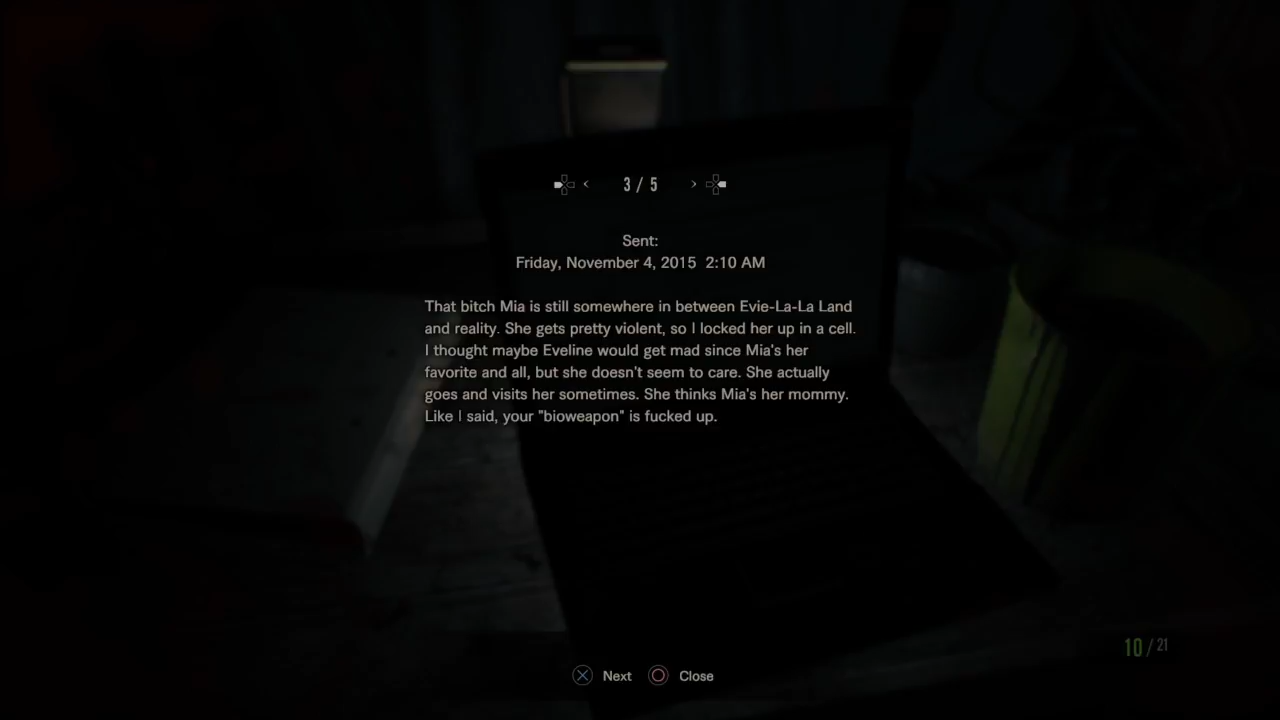 3 / 5
Sent:
Friday, November 4, 2015 2:10 AM
That bitch Mia is still somewhere in between Evie-La-La Land
and reality. She gets pretty violent, so I locked her up in a cell.
I thought maybe Eveline would get mad since Mia's her
favorite and all, but she doesn't seem to care. She actually
goes and visits her sometimes. She thinks Mia's her mommy.
Like I said, your "bioweapon" is fucked up.
10 / 21
Next Close